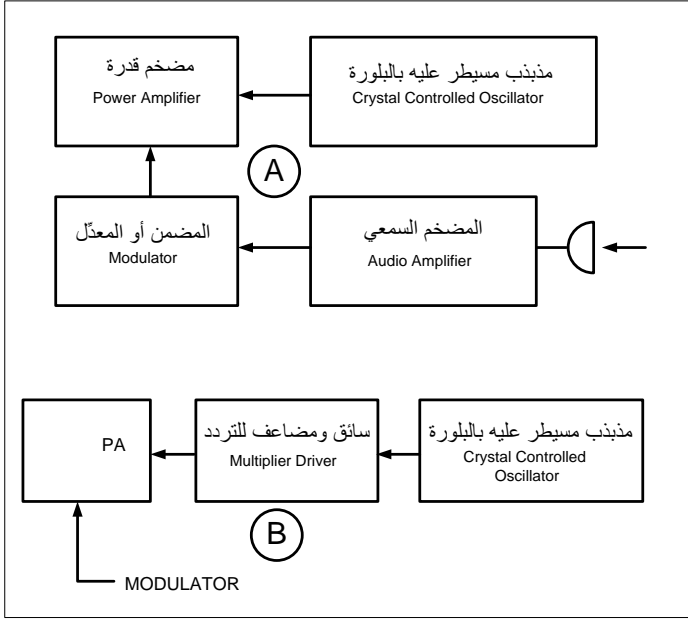 مضخم قدرة
Power Amplifier
مذبذب مسيطر عليه بالبلورة
Crystal Controlled Oscillator
A
المضمن أو المعدِّل
Modulator
المضخم السمعي
Audio Amplifier
PA
سائق ومضاعف للتردد
Multiplier Driver
مذبذب مسيطر عليه بالبلورة
Crystal Controlled
Oscillator
B
MODULATOR